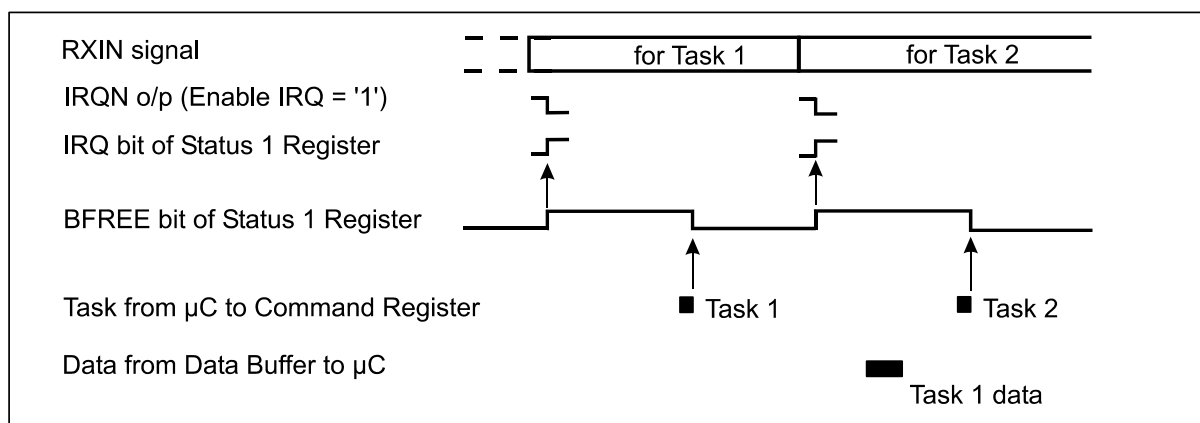 RXIN signal
for Task 1
for Task 2
IRQN o/p (Enable IRQ = '1')
IRQ bit of Status 1 Register
BFREE bit of Status 1 Register
Task from µC to Command Register
Task 1
Task 2
Data from Data Buffer to µC
Task 1 data